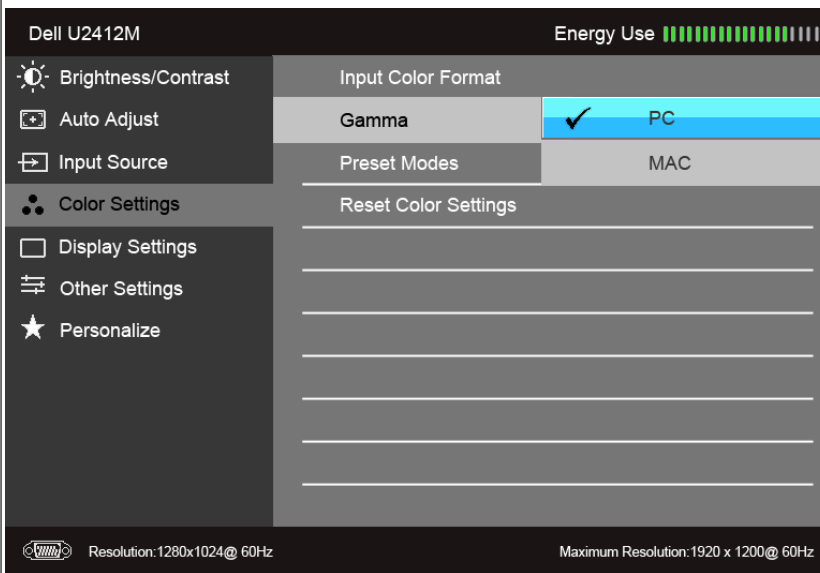 Dell U2412M
Energy Use
Brightness/Contrast
Input Color Format
Auto Adjust
Gamma
PC
Input Source
Preset Modes
MAC
Color Settings
Reset Color Settings
Display Settings
Other Settings
Personalize
Resolution:1280x1024@ 60Hz
Maximum Resolution:1920 x 1200@ 60Hz